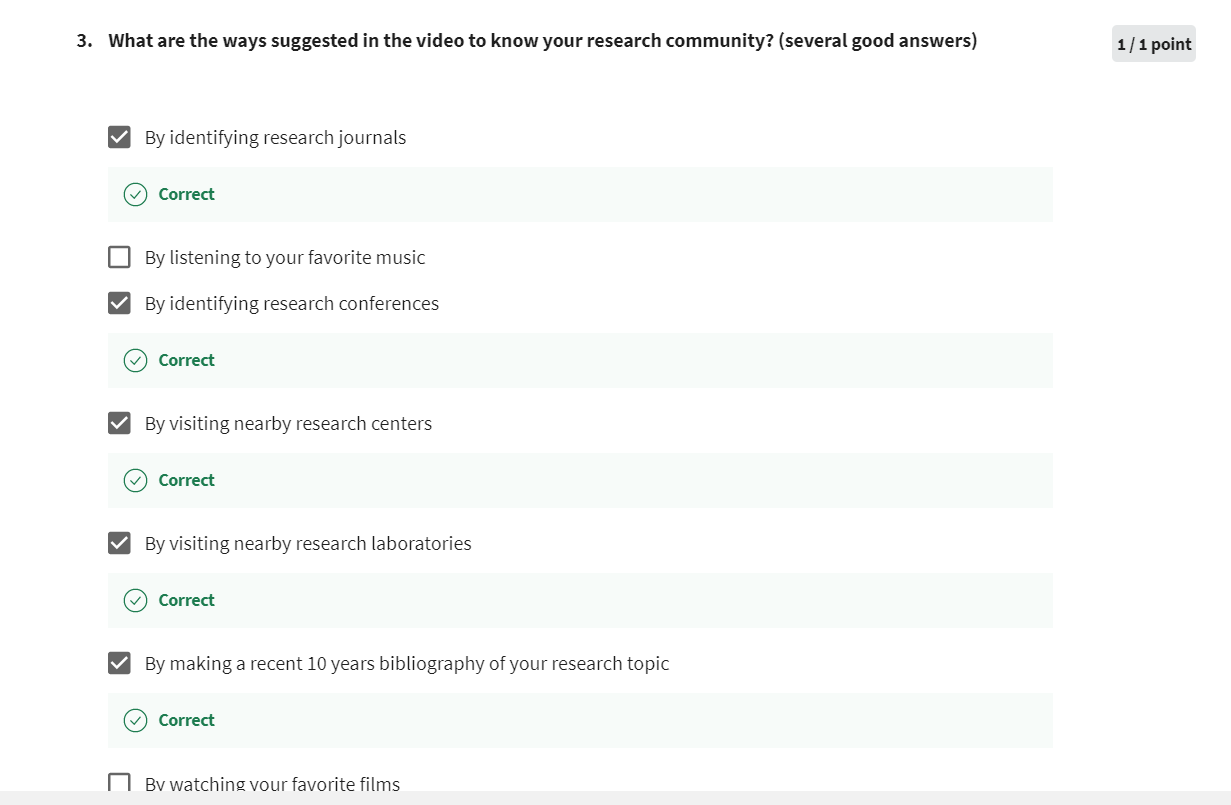 3. What are the ways suggested in the video to know your research community? (several good answers)
1 / 1 point
By identifying research journals
Correct
By listening to your favorite music
By identifying research conferences
Correct
By visiting nearby research centers
Correct
By visiting nearby research laboratories
Correct
By making a recent 10 years bibliography of your research topic
Correct
By watching your favorite films